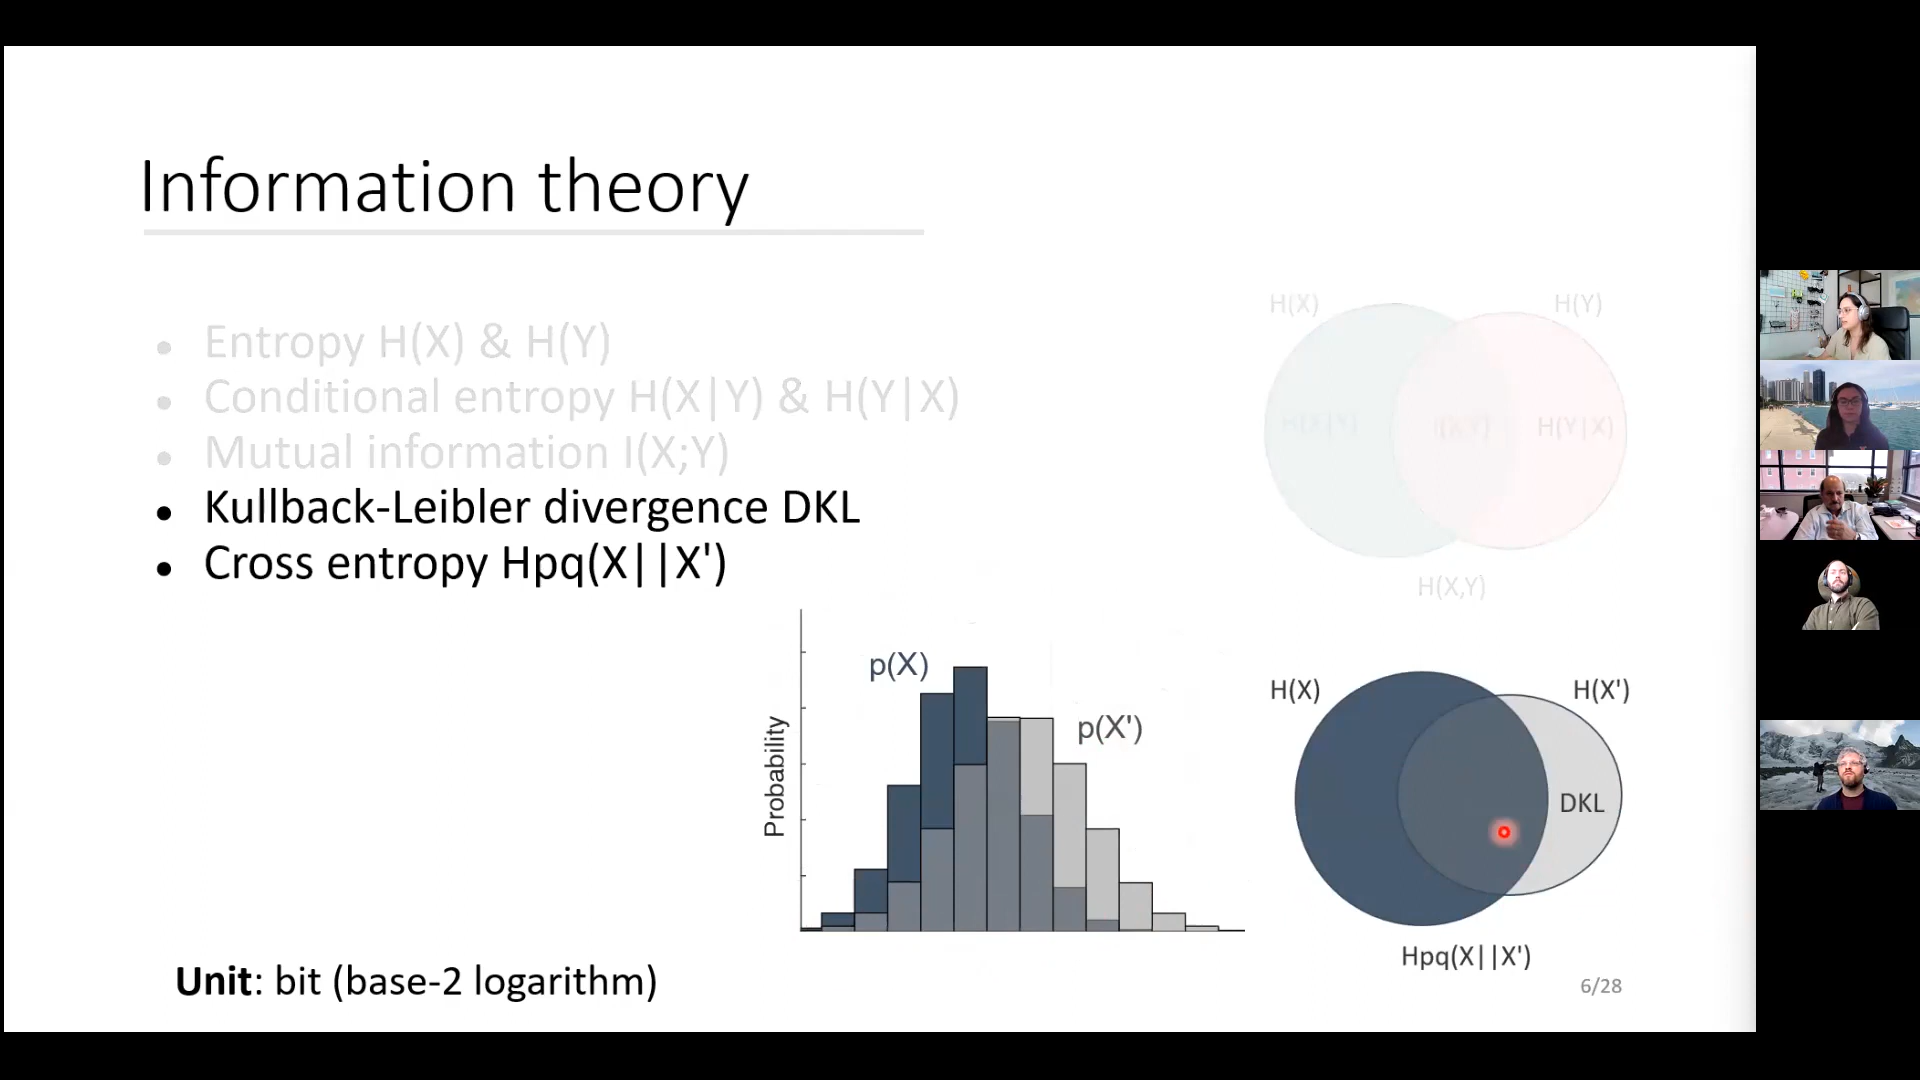 Information theory
Entropy H(X) & H(Y)
Conditional entropy H(X|Y) & H(Y|X)
Mutual information I(X;Y)
Kullback-Leibler divergence DKL
Cross entropy Hpq(X||X')
Unit: bit (base-2 logarithm)
Probability
p(X)
p(X')
H(X)
H(Y)
H(X|Y)
I(X;Y)
H(Y|X)
H(X,Y)
H(X)
H(X')
DKL
Hpq(X||X')
6/28